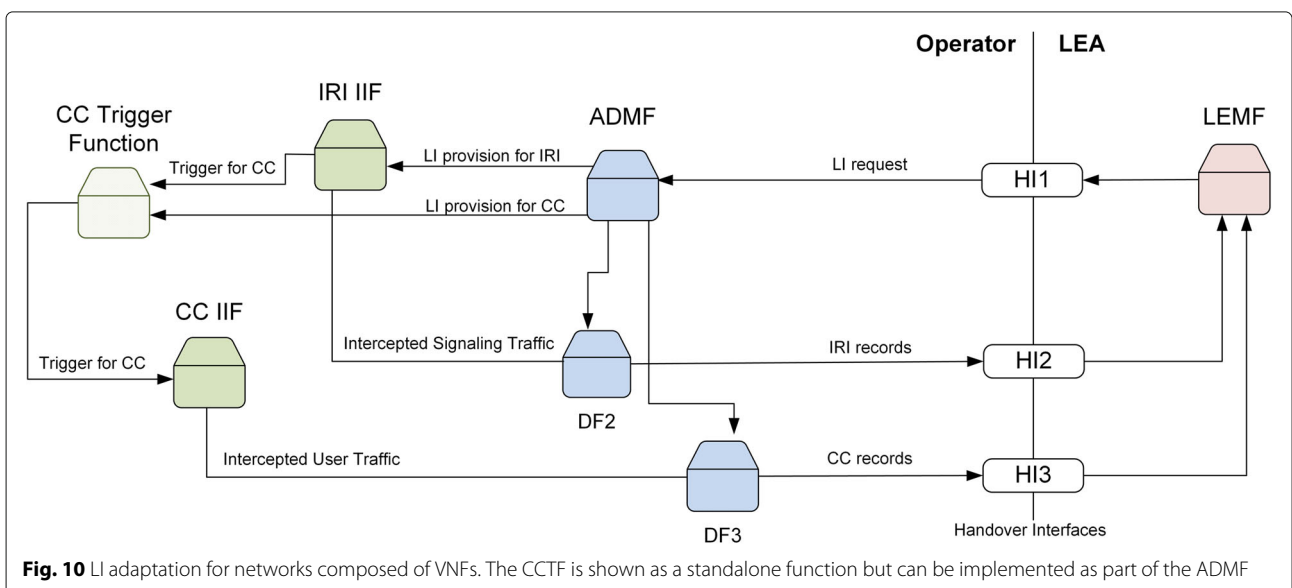 Operator
LEA
IRI IIF
CC Trigger
Function
ADMF
LEMF
Trigger for CC
LI provision for IRI
LI request
HI1
LI provision for CC
CC IIF
Trigger for CC
Intercepted Signaling Traffic
IRI records
HI2
DF2
Intercepted User Traffic
CC records
HI3
DF3
Handover Interfaces
Fig. 10 LI adaptation for networks composed of VNFs. The CCTF is shown as a standalone function but can be implemented as part of the ADMF